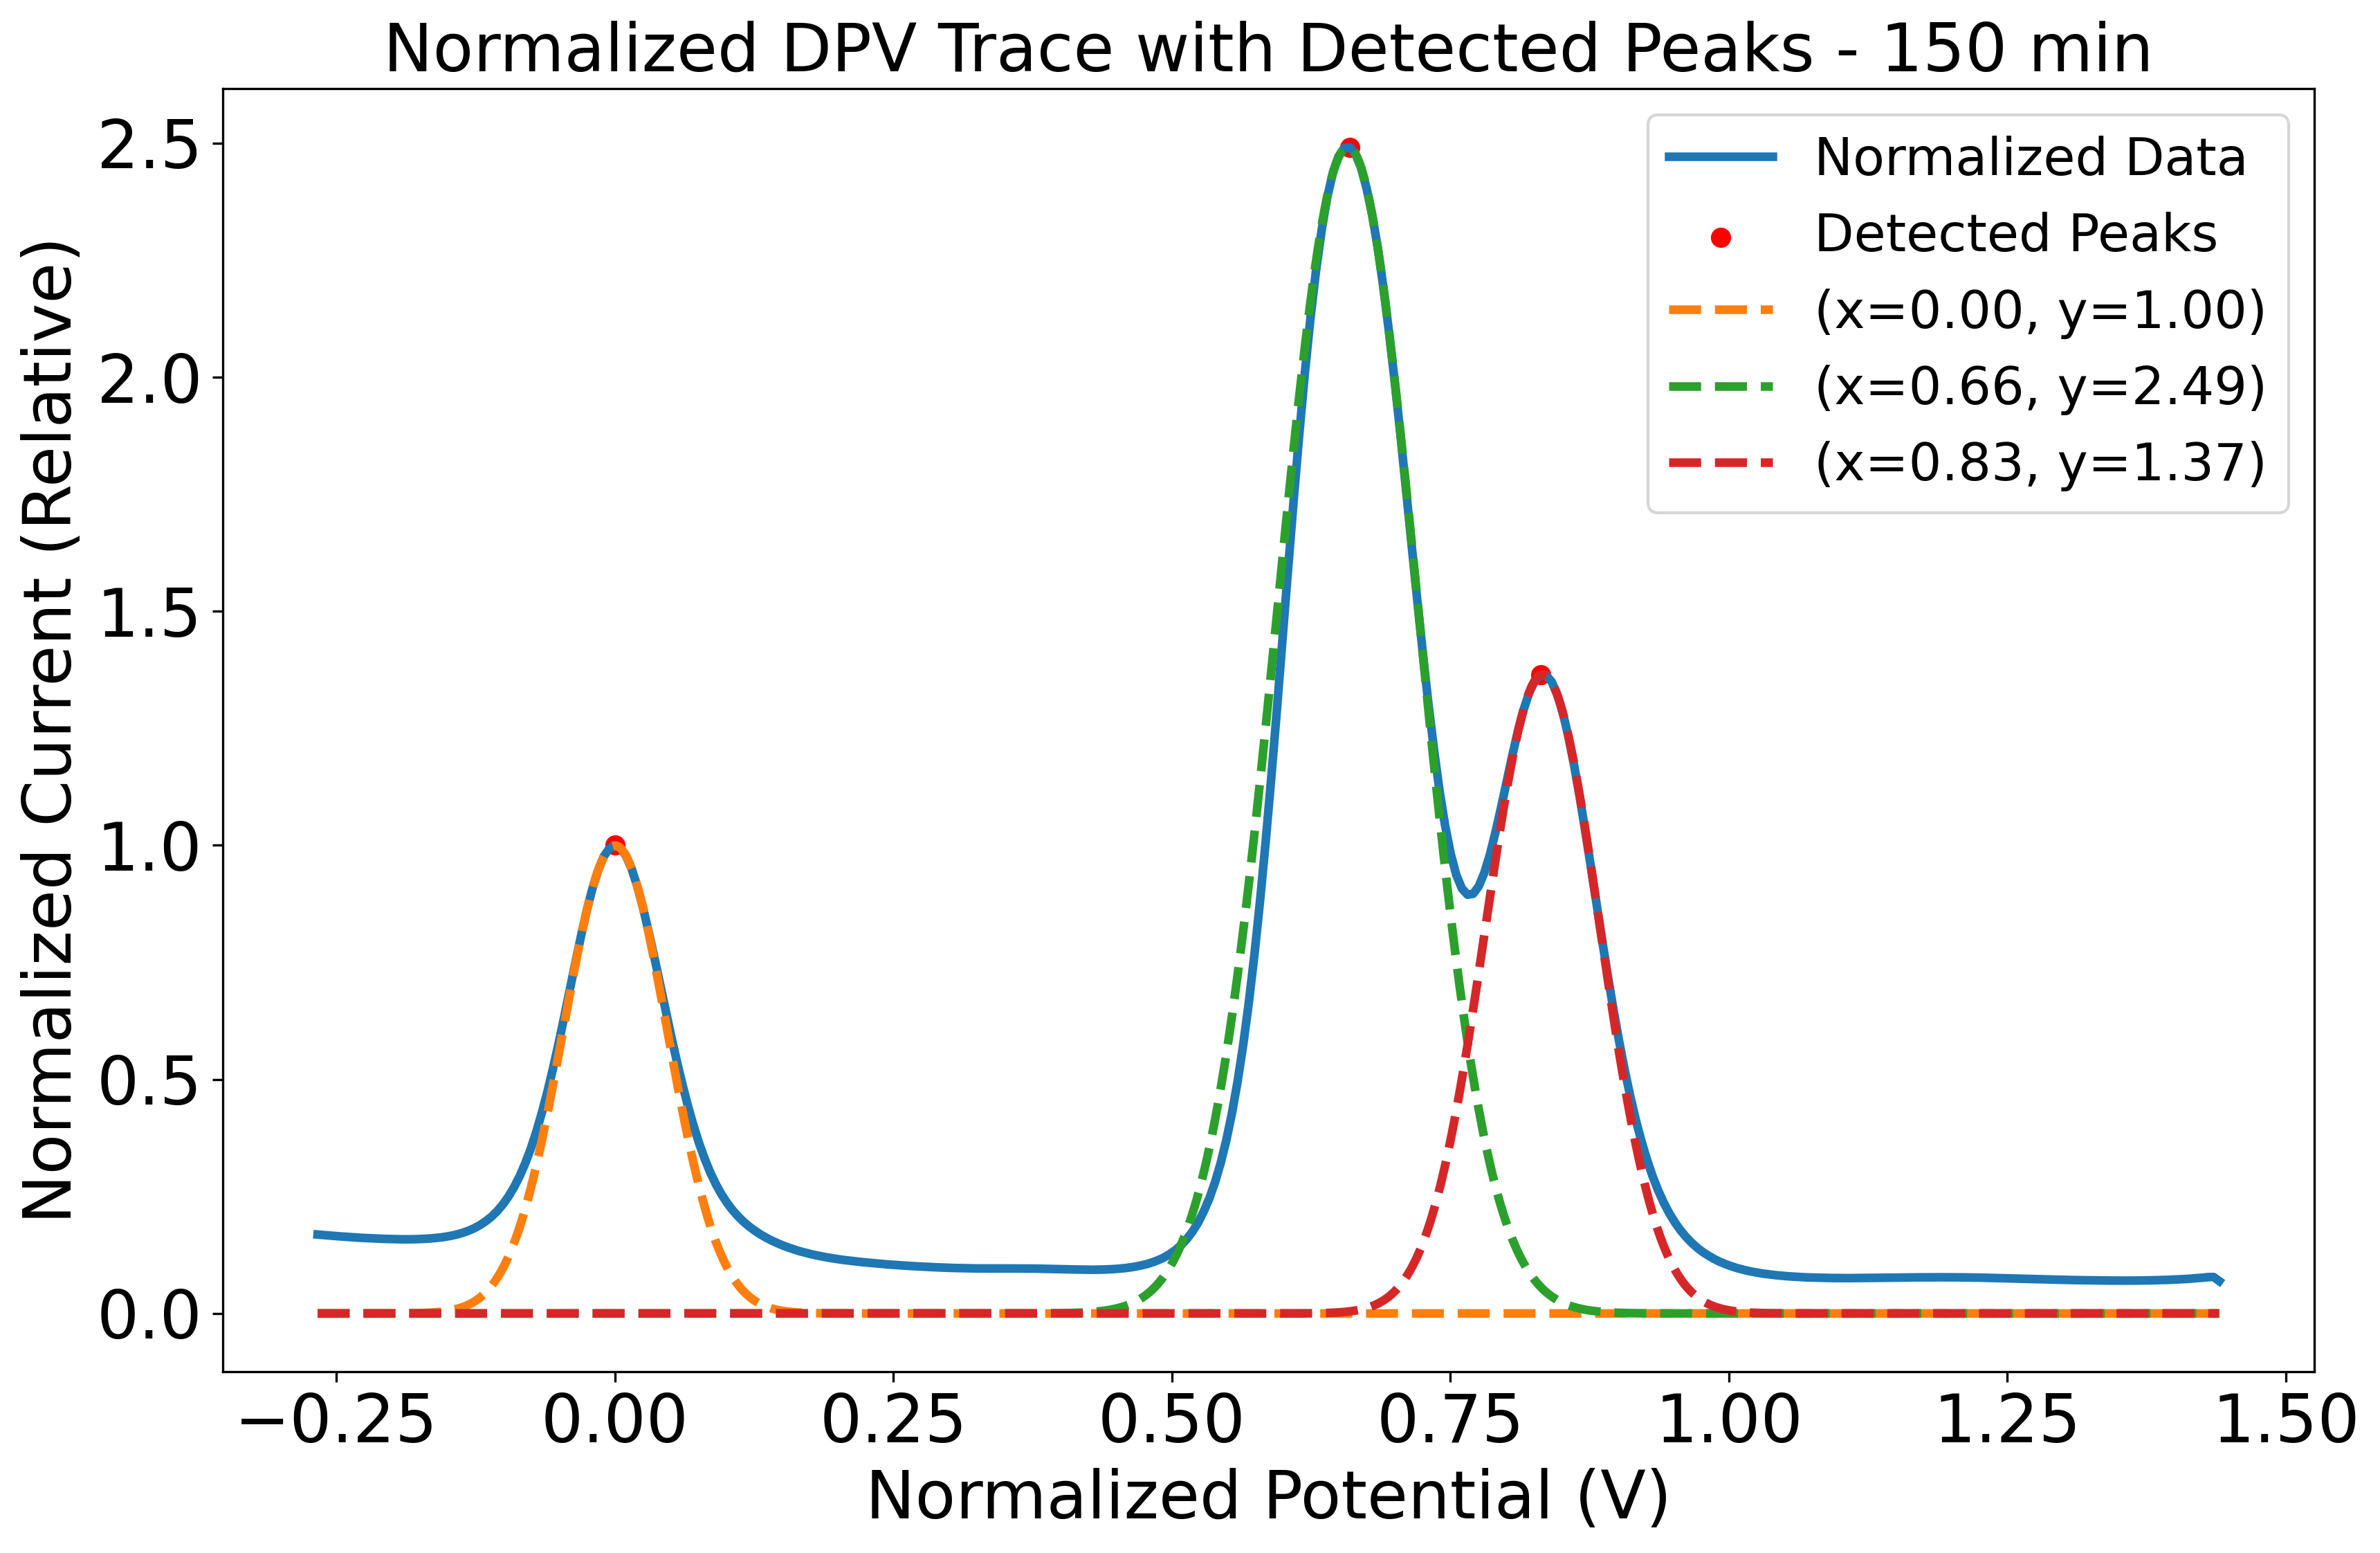 Normalized DPV Trace with Detected Peaks - 150 min
Normalized Current (Relative)
2.5
2.0
1.5
1.0
0.5
0.0
Normalized Data
Detected Peaks
(x=0.00, y=1.00)
(x=0.66, y=2.49)
(x=0.83, y=1.37)
−0.25 0.00 0.25 0.50 0.75 1.00 1.25 1.50
Normalized Potential (V)